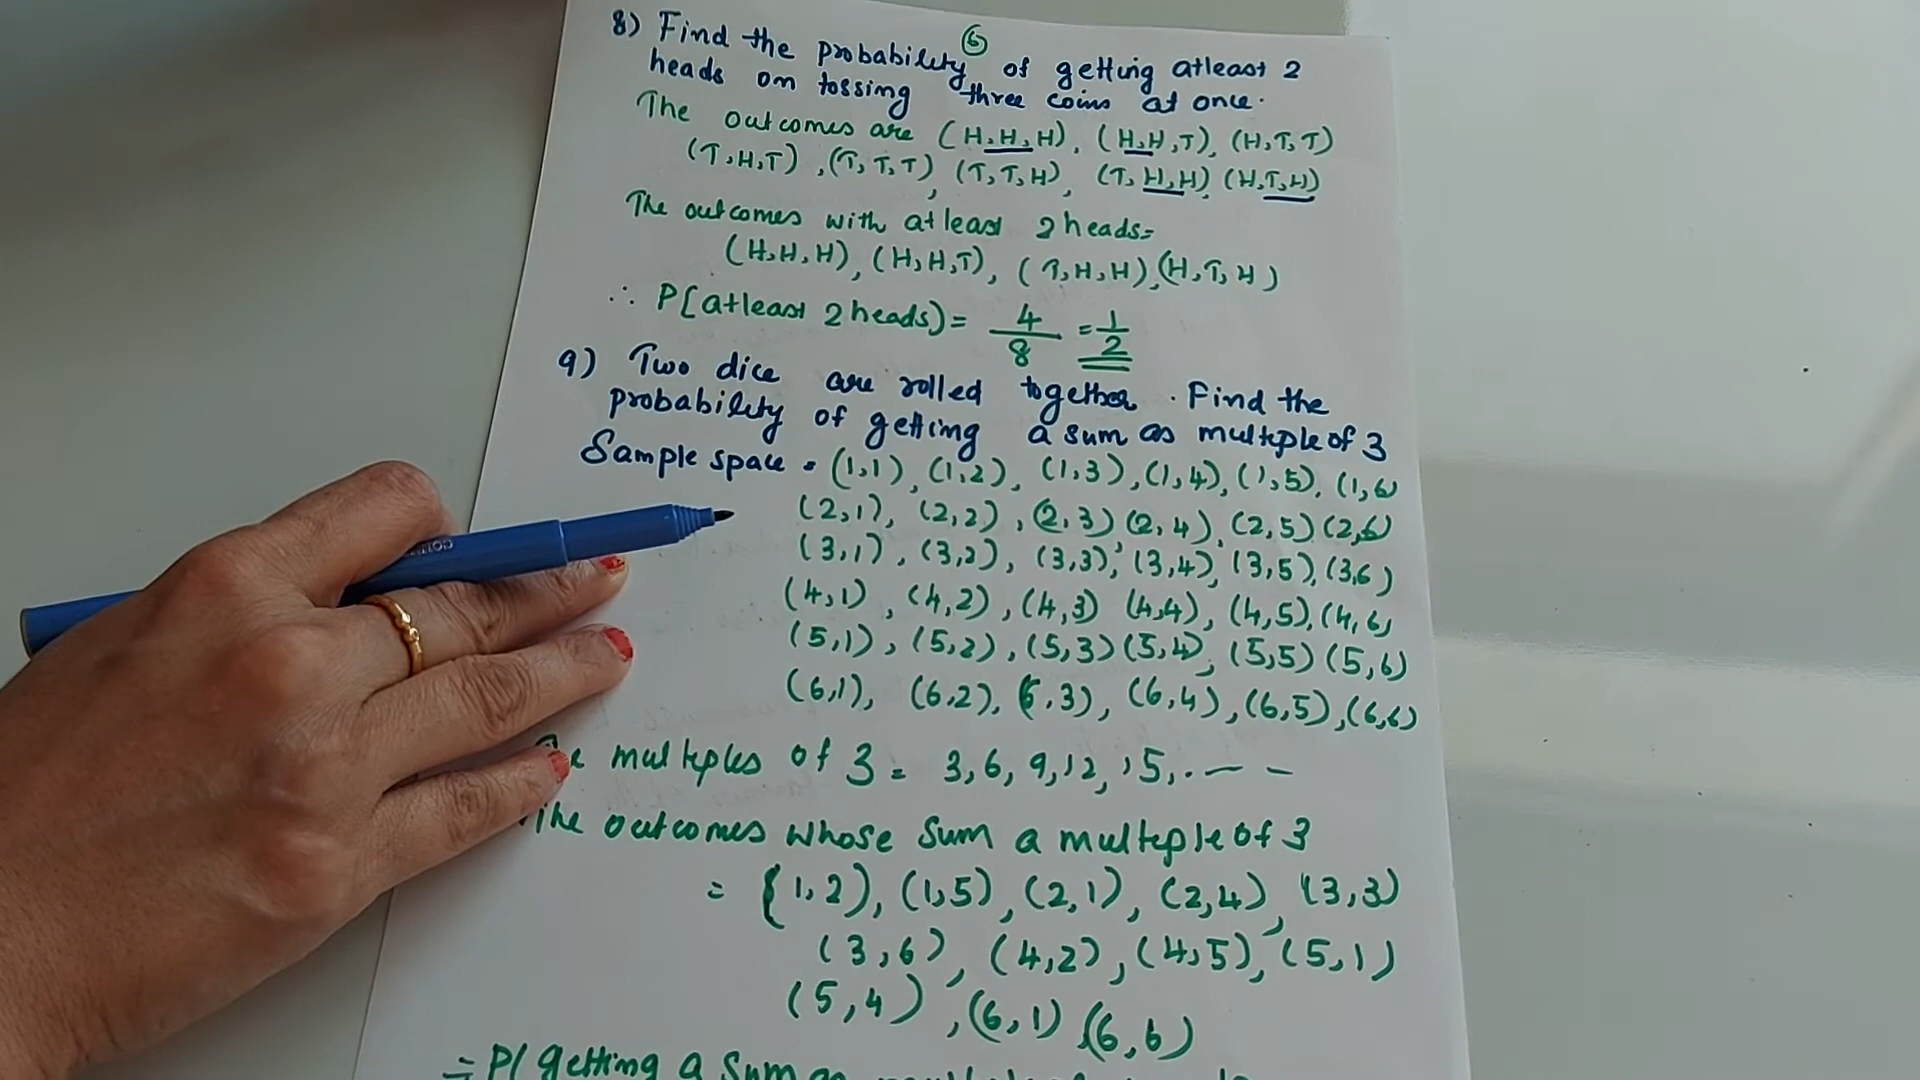 6
8) Find the probability of getting atleast 2
heads on tossing three coins at once.
The outcomes are (H,H,H), (H,H,T), (H,T,T)
(T,H,T), (T,T,T), (T,T,H), (T,H,H) (H,T,H)
The outcomes with atleast 2 heads=
(H,H,H), (H,H,T), (T,H,H), (H,T,H)
∴ P[atleast 2 heads) = 4/8 = 1/2
9) Two dice are rolled together. Find the
probability of getting a sum as multiple of 3
Sample space = (1,1), (1,2), (1,3), (1,4), (1,5), (1,6
(2,1), (2,2), (2,3) (2,4), (2,5) (2,6)
(3,1), (3,2), (3,3), (3,4), (3,5), (3,6)
(4,1), (4,2), (4,3) (4,4), (4,5), (4,6)
(5,1), (5,2), (5,3) (5,4), (5,5) (5,6)
(6,1), (6,2), (6,3), (6,4), (6,5), (6,6)
multiples of 3 = 3,6,9,12,15,.--
The outcomes whose sum a multiple of 3
= {1,2), (1,5), (2,1), (2,4), (3,3)
(3,6), (4,2), (4,5), (5,1)
(5,4), (6,1) (6,6)
= P( getting a sum as